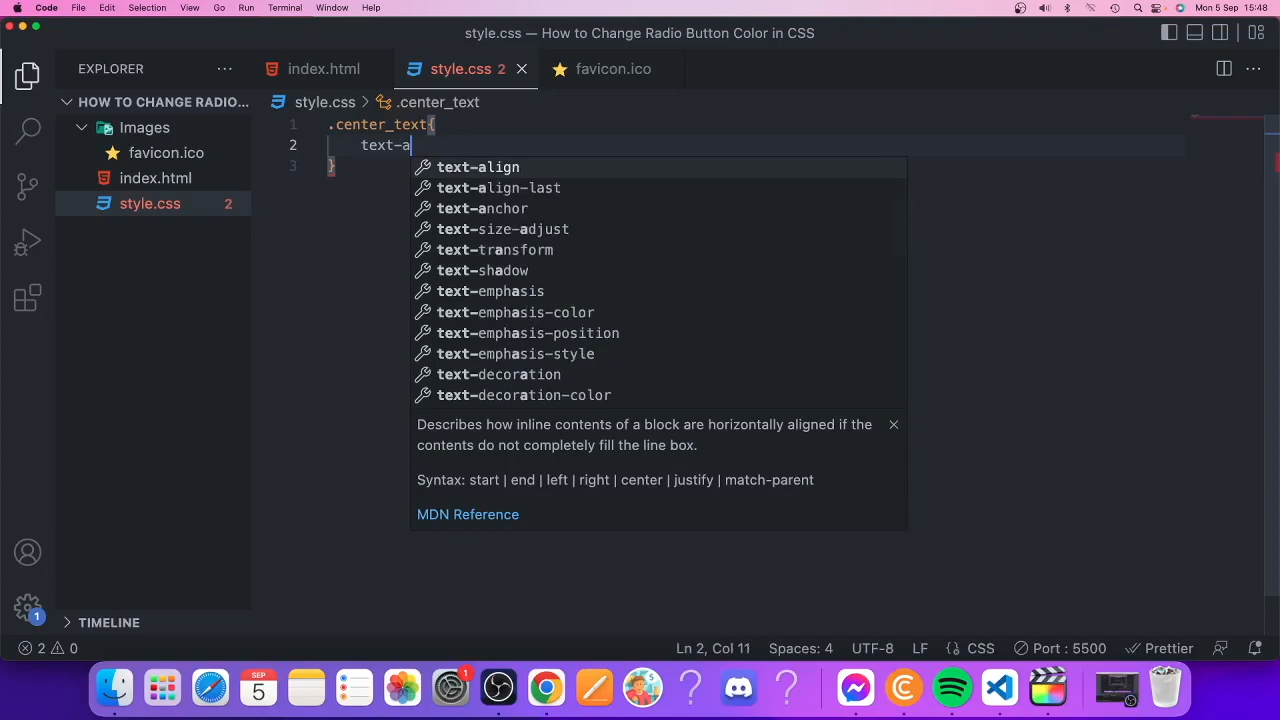 Code File Edit Selection View Go Run Terminal Window Help Mon 5 Sep 15:48
style.css — How to Change Radio Button Color in CSS
EXPLORER ··· index.html style.css 2 favicon.ico ···
HOW TO CHANGE RADIO... style.css > .center_text
1 .center_text{
Images
2 text-a
favicon.ico
3 }
index.html
style.css 2
text-align
text-align-last
text-anchor
text-size-adjust
text-transform
text-shadow
text-emphasis
text-emphasis-color
text-emphasis-position
text-emphasis-style
text-decoration
text-decoration-color
Describes how inline contents of a block are horizontally aligned if the
contents do not completely fill the line box.
Syntax: start | end | left | right | center | justify | match-parent
MDN Reference
1
TIMELINE
2 0 Ln 2, Col 11 Spaces: 4 UTF-8 LF {} CSS Port : 5500 Prettier
SEP
5
1
? ?